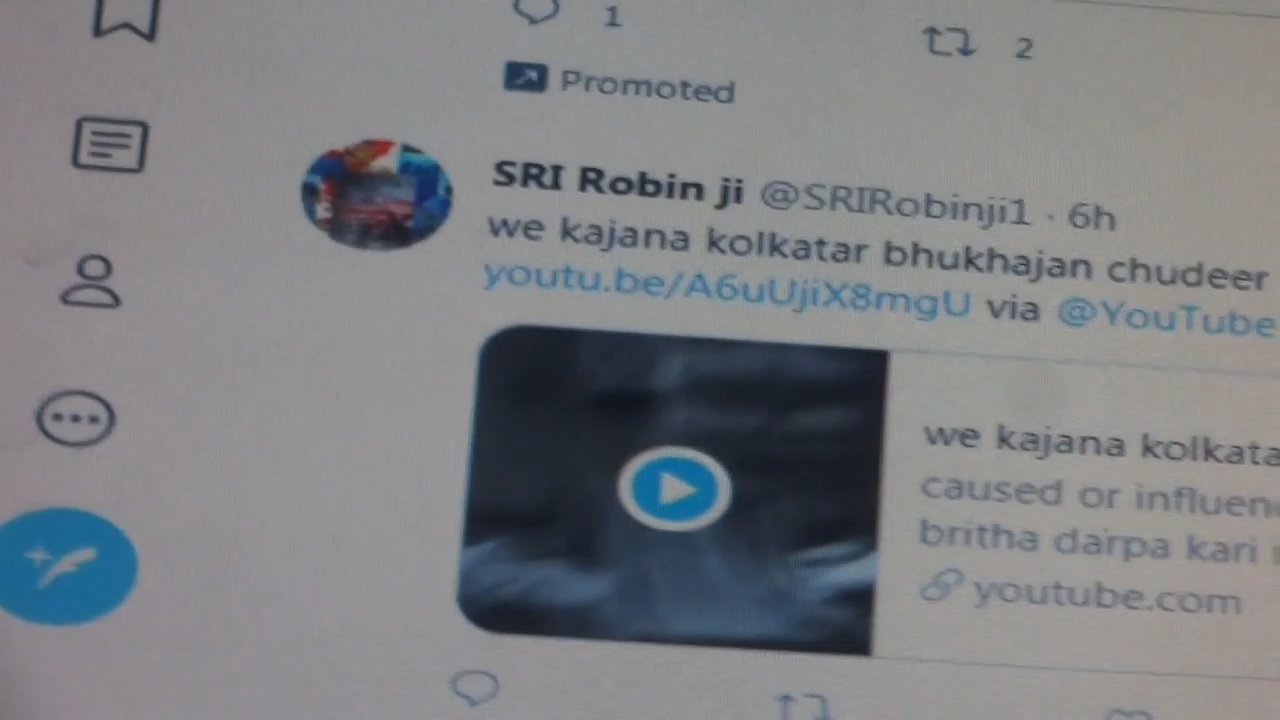 1 2
Promoted
SRI Robin ji @SRIRobinji1 · 6h
we kajana kolkatar bhukhajan chudeer
youtu.be/A6uUjiX8mgU via @YouTube
we kajana kolkata
caused or influen
britha darpa kari
youtube.com